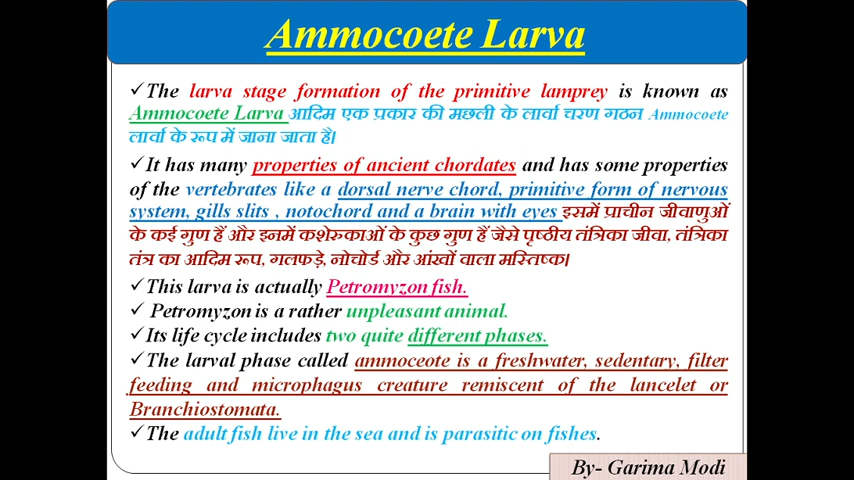 Ammocoete Larva
✓The larva stage formation of the primitive lamprey is known as
Ammocoete Larva आदिम एक प्रकार की मछली के लार्वा चरण गठन Ammocoete
लार्वा के रूप में जाना जाता है।
✓It has many properties of ancient chordates and has some properties
of the vertebrates like a dorsal nerve chord, primitive form of nervous
system, gills slits , notochord and a brain with eyes इसमें प्राचीन जीवाणुओं
के कई गुण हैं और इनमें कशेरुकाओं के कुछ गुण हैं जैसे पृष्ठीय तंत्रिका जीवा, तंत्रिका
तंत्र का आदिम रूप, गलफड़े, नोचोर्ड और आंखों वाला मस्तिष्क।
✓This larva is actually Petromyzon fish.
✓ Petromyzon is a rather unpleasant animal.
✓Its life cycle includes two quite different phases.
✓The larval phase called ammoceote is a freshwater, sedentary, filter
feeding and microphagus creature remiscent of the lancelet or
Branchiostomata.
✓The adult fish live in the sea and is parasitic on fishes.
By- Garima Modi